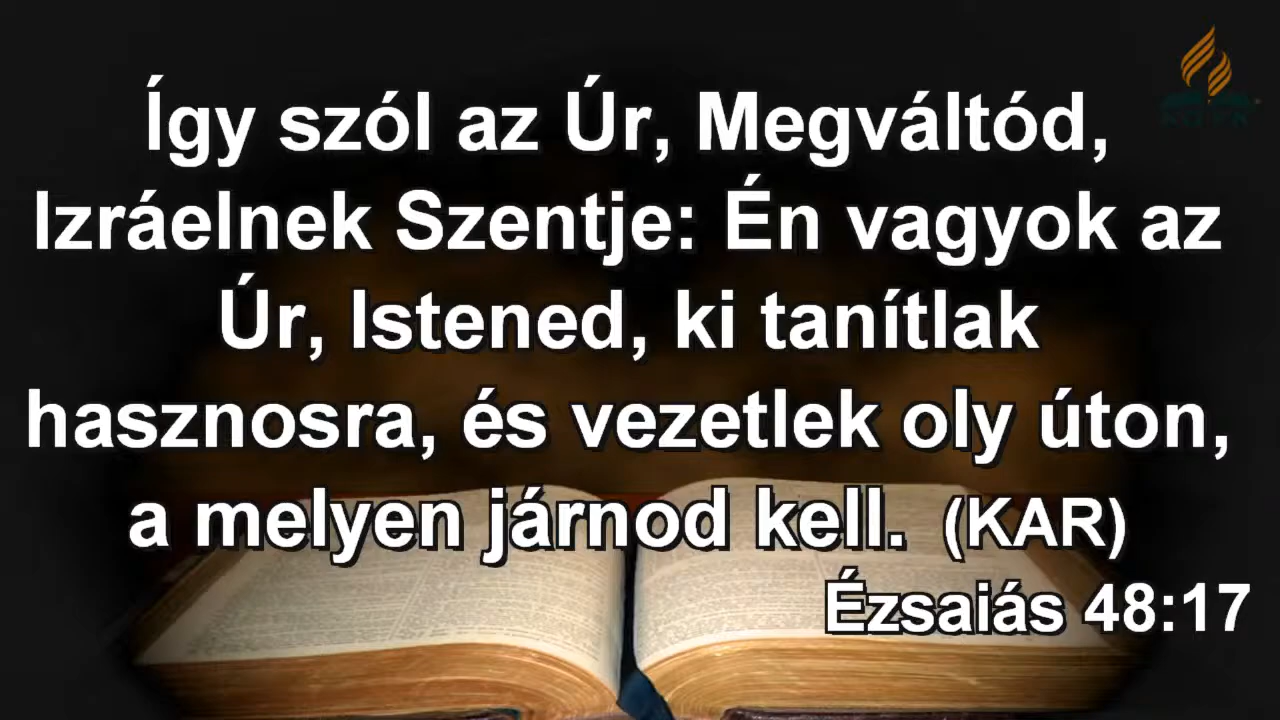 Így szól az Úr, Megváltód,
Izráelnek Szentje: Én vagyok az
Úr, Istened, ki tanítlak
hasznosra, és vezetlek oly úton,
a melyen járnod kell. (KAR)
Ézsaiás 48:17